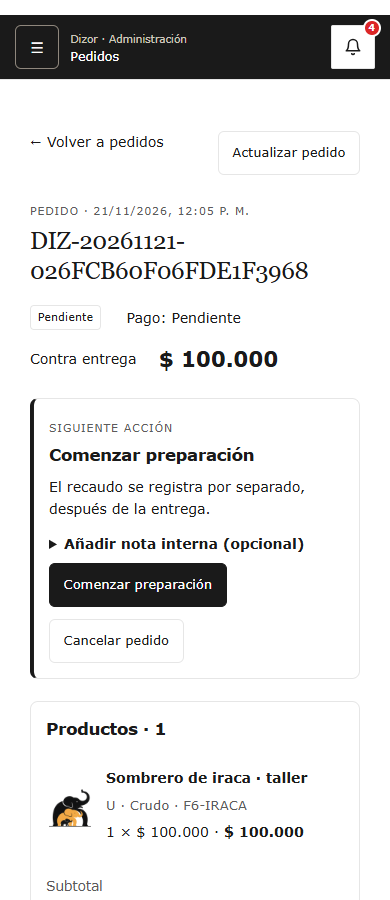 ☰
Dizor · Administración
Pedidos
4
← Volver a pedidos
Actualizar pedido
PEDIDO · 21/11/2026, 12:05 P. M.
DIZ-20261121-
026FCB60F06FDE1F3968
Pendiente
Pago: Pendiente
Contra entrega
$ 100.000
SIGUIENTE ACCIÓN
Comenzar preparación
El recaudo se registra por separado,
después de la entrega.
▶ Añadir nota interna (opcional)
Comenzar preparación
Cancelar pedido
Productos · 1
Sombrero de iraca · taller
U · Crudo · F6-IRACA
1 × $ 100.000 · $ 100.000
Subtotal